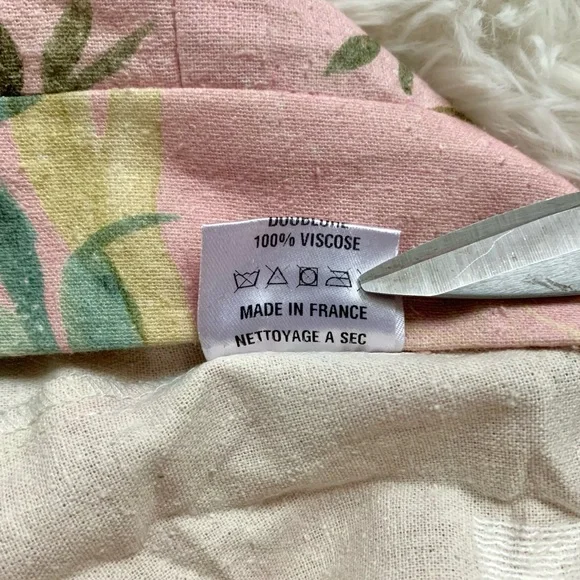 DOUBLURE
100% VISCOSE
MADE IN FRANCE
NETTOYAGE A SEC